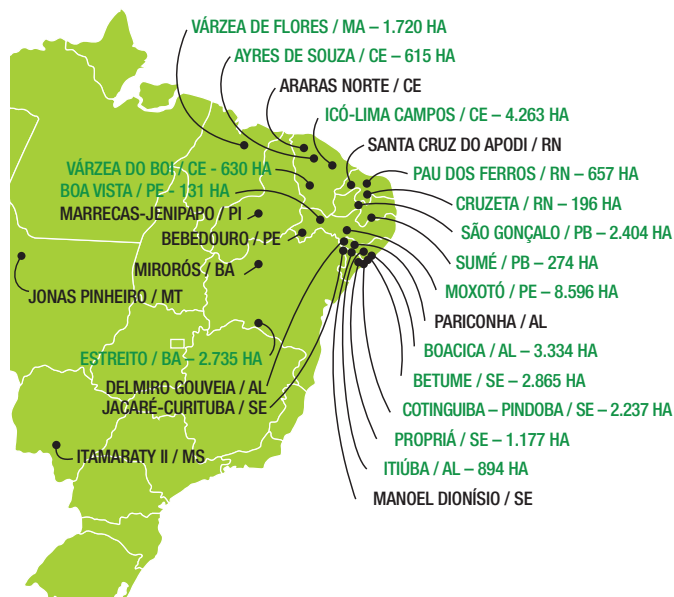 VÁRZEA DE FLORES / MA – 1.720 HA
AYRES DE SOUZA / CE – 615 HA
ARARAS NORTE / CE
ICÓ-LIMA CAMPOS / CE – 4.263 HA
SANTA CRUZ DO APODI / RN
VÁRZEA DO BOI / CE - 630 HA
PAU DOS FERROS / RN – 657 HA
BOA VISTA / PE - 131 HA
CRUZETA / RN – 196 HA
MARRECAS-JENIPAPO / PI
SÃO GONÇALO / PB – 2.404 HA
BEBEDOURO / PE
SUMÉ / PB – 274 HA
MIRORÓS / BA
MOXOTÓ / PE – 8.596 HA
JONAS PINHEIRO / MT
PARICONHA / AL
ESTREITO / BA – 2.735 HA
BOACICA / AL – 3.334 HA
DELMIRO GOUVEIA / AL
BETUME / SE – 2.865 HA
JACARÉ-CURITUBA / SE
COTINGUIBA – PINDOBA / SE – 2.237 HA
PROPRIÁ / SE – 1.177 HA
ITAMARATY II / MS
ITIÚBA / AL – 894 HA
MANOEL DIONÍSIO / SE